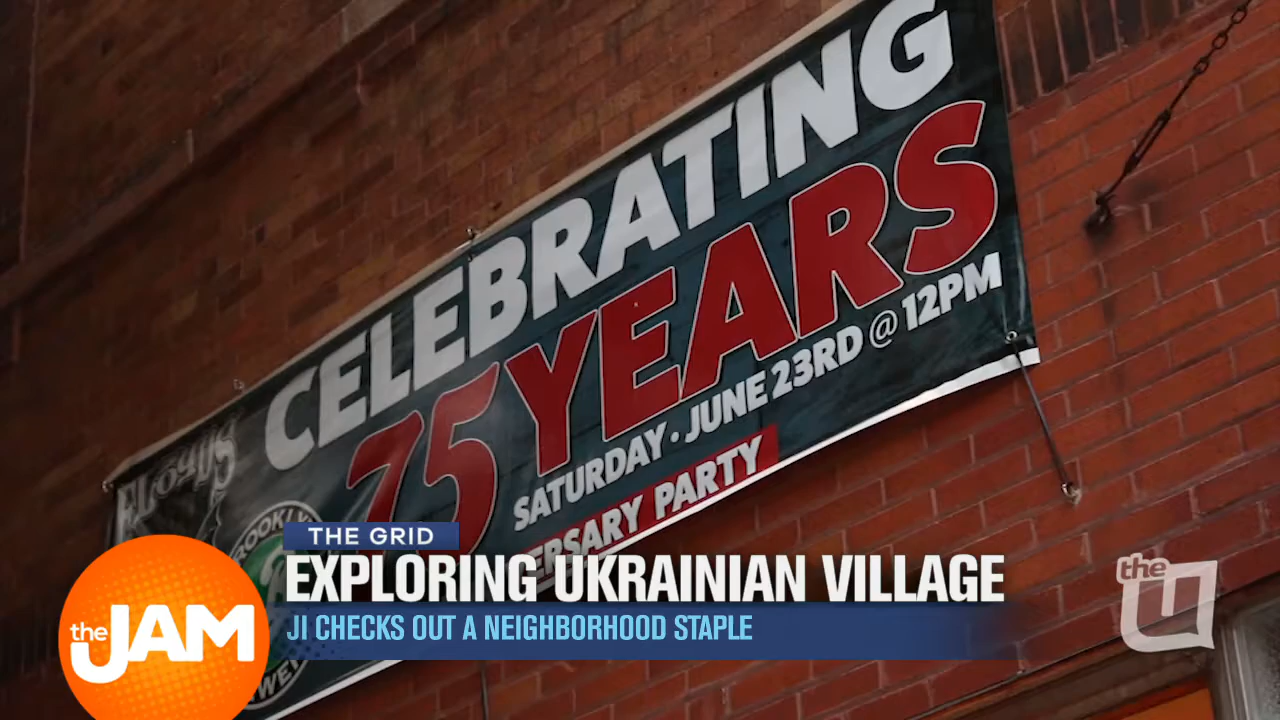 CELEBRATING
75 YEARS
SATURDAY · JUNE 23RD @ 12PM
ERSARY PARTY
THE GRID
EXPLORING UKRAINIAN VILLAGE
JI CHECKS OUT A NEIGHBORHOOD STAPLE
the JAM
the U